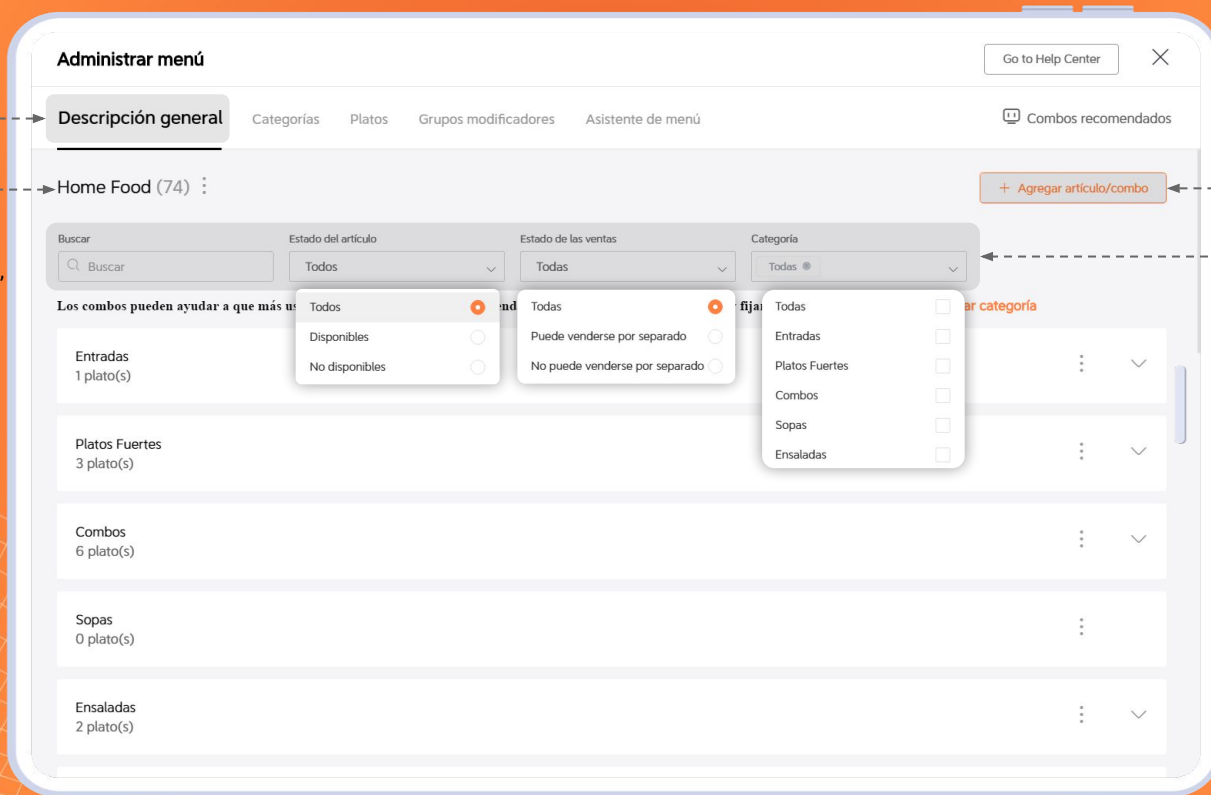 Administrar menú
Go to Help Center
Descripción general
Categorías
Platos
Grupos modificadores
Asistente de menú
Combos recomendados
Home Food (74)
+ Agregar artículo/combo
Buscar
Estado del artículo
Estado de las ventas
Categoría
Buscar
Todos
Todas
Todas
,
Los combos pueden ayudar a que más
fijar
categoría
Todos
Disponibles
No disponibles
Todas
Puede venderse por separado
No puede venderse por separado
Todas
Entradas
Platos Fuertes
Combos
Sopas
Ensaladas
Entradas
1 plato(s)
Platos Fuertes
3 plato(s)
Combos
6 plato(s)
Sopas
0 plato(s)
Ensaladas
2 plato(s)